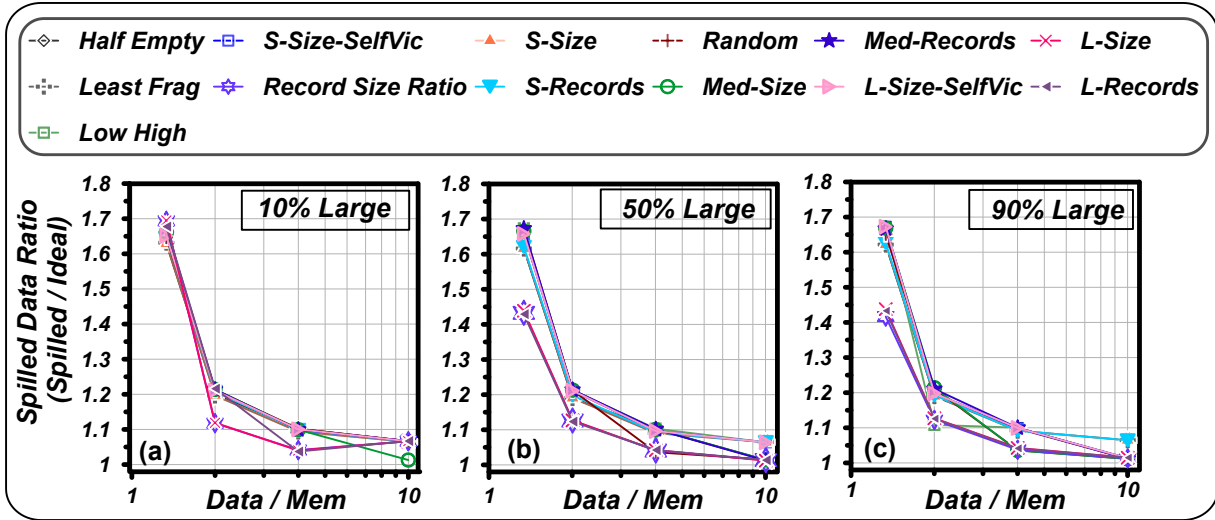 Half Empty S-Size-SelfVic S-Size Random Med-Records L-Size
Least Frag Record Size Ratio S-Records Med-Size L-Size-SelfVic L-Records
Low High
Spilled Data Ratio
(Spilled / Ideal)
1.8
1.7
1.6
1.5
1.4
1.3
1.2
1.1
1
10% Large
(a)
1 10
Data / Mem
1.8
1.7
1.6
1.5
1.4
1.3
1.2
1.1
1
50% Large
(b)
1 10
Data / Mem
1.8
1.7
1.6
1.5
1.4
1.3
1.2
1.1
1
90% Large
(c)
1 10
Data / Mem